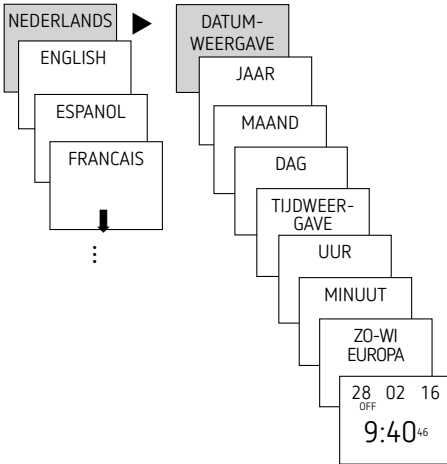 NEDERLANDS
ENGLISH
ESPANOL
FRANCAIS
DATUM-
WEERGAVE
JAAR
MAAND
DAG
TIJDWEER-
GAVE
UUR
MINUUT
ZO-WI
EUROPA
28 02 16
OFF
9:40 46